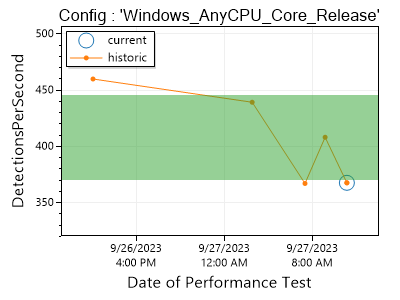 Config : 'Windows_AnyCPU_Core_Release'
current
historic
500
450
400
350
DetectionsPerSecond
9/26/2023
4:00 PM
9/27/2023
12:00 AM
9/27/2023
8:00 AM
Date of Performance Test